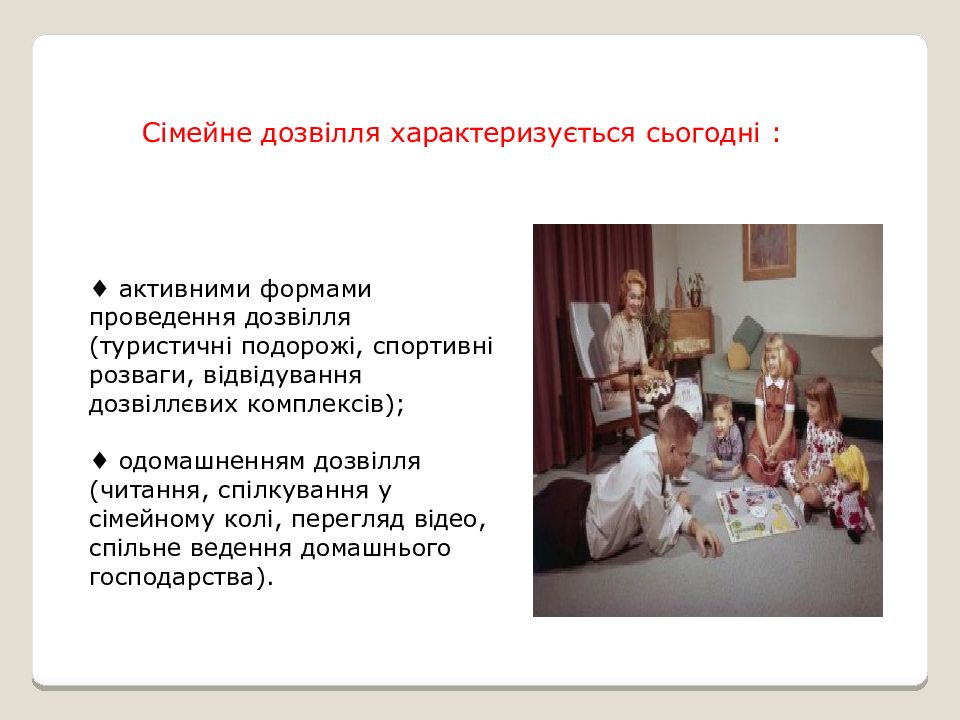 Сімейне дозвілля характеризується сьогодні :
♦ активними формами
проведення дозвілля
(туристичні подорожі, спортивні
розваги, відвідування
дозвіллєвих комплексів);
♦ одомашненням дозвілля
(читання, спілкування у
сімейному колі, перегляд відео,
спільне ведення домашнього
господарства).